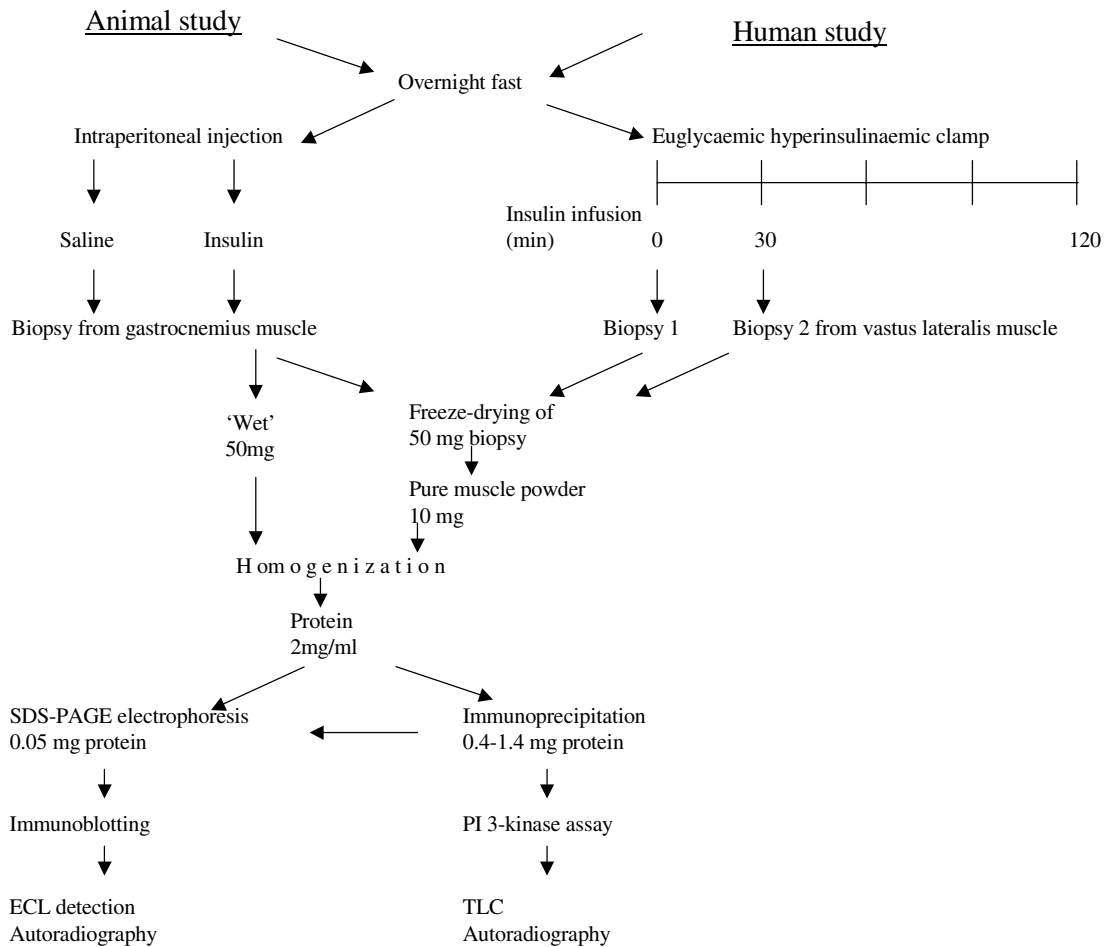 Animal study
Human study
Overnight fast
Intraperitoneal injection
Euglycaemic hyperinsulinaemic clamp
Insulin infusion
(min)
0
30
120
Saline
Insulin
Biopsy from gastrocnemius muscle
Biopsy 1
Biopsy 2 from vastus lateralis muscle
‘Wet’
50mg
Freeze-drying of
50 mg biopsy
Pure muscle powder
10 mg
H o m o g e n i z a t i o n
Protein
2mg/ml
SDS-PAGE electrophoresis
0.05 mg protein
Immunoprecipitation
0.4-1.4 mg protein
Immunoblotting
PI 3-kinase assay
ECL detection
Autoradiography
TLC
Autoradiography